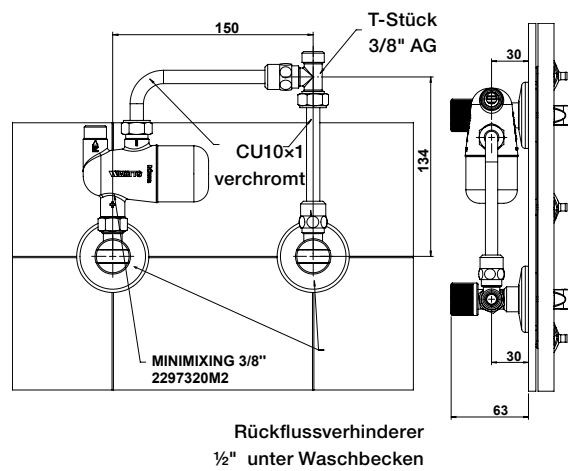 150
T-Stück
3/8" AG
30
CU10×1
verchromt
134
WATTS
MINIMIXING 3/8"
2297320M2
30
63
Rückflussverhinderer
½" unter Waschbecken